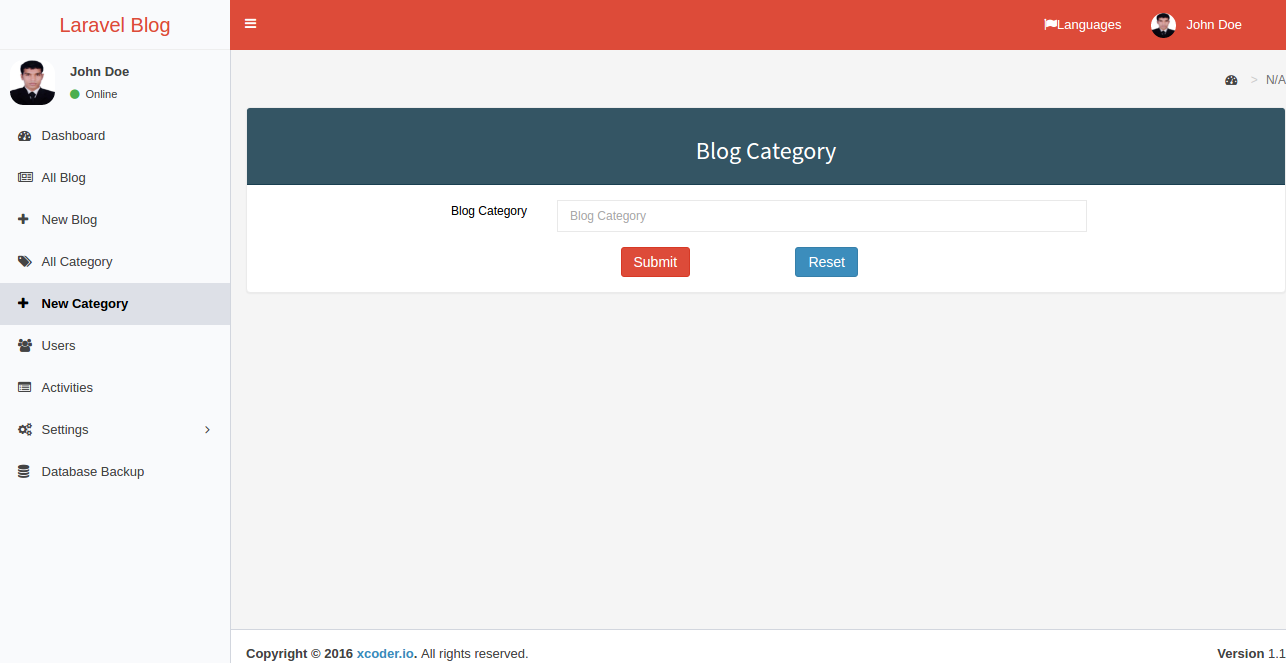 Laravel Blog
Languages
John Doe
John Doe
Online
Dashboard
All Blog
New Blog
All Category
New Category
Users
Activities
Settings
Database Backup
> N/A
Blog Category
Blog Category
Blog Category
Submit Reset
Copyright © 2016 xcoder.io. All rights reserved.
Version 1.1